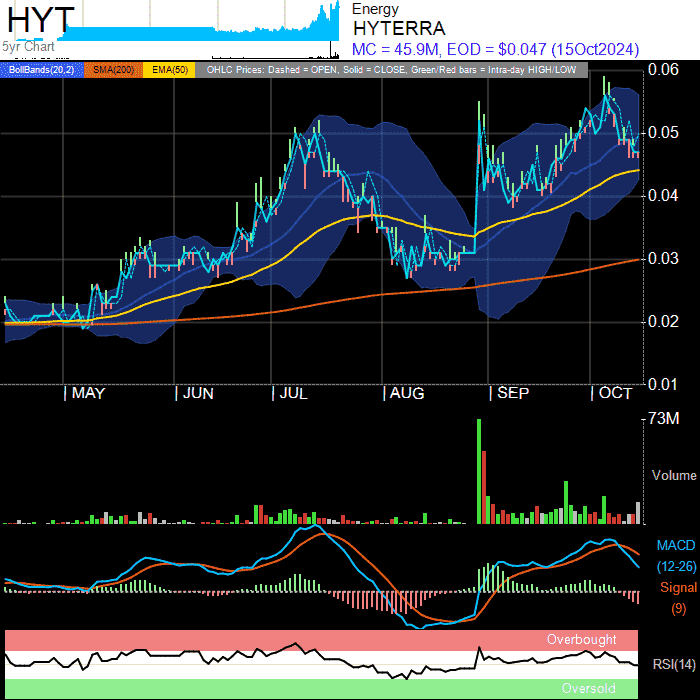 HYT
5yr Chart
Energy
HYTERRA
MC = 45.9M, EOD = $0.047 (15Oct2024)
BollBands(20,2) SMA(200) EMA(50) OHLC Prices: Dashed = OPEN, Solid = CLOSE, Green/Red bars = Intra-day HIGH/LOW
0.06
0.05
0.04
0.03
0.02
0.01
MAY JUN JUL AUG SEP OCT
73M
Volume
MACD
(12-26)
Signal
(9)
Overbought
RSI(14)
Oversold